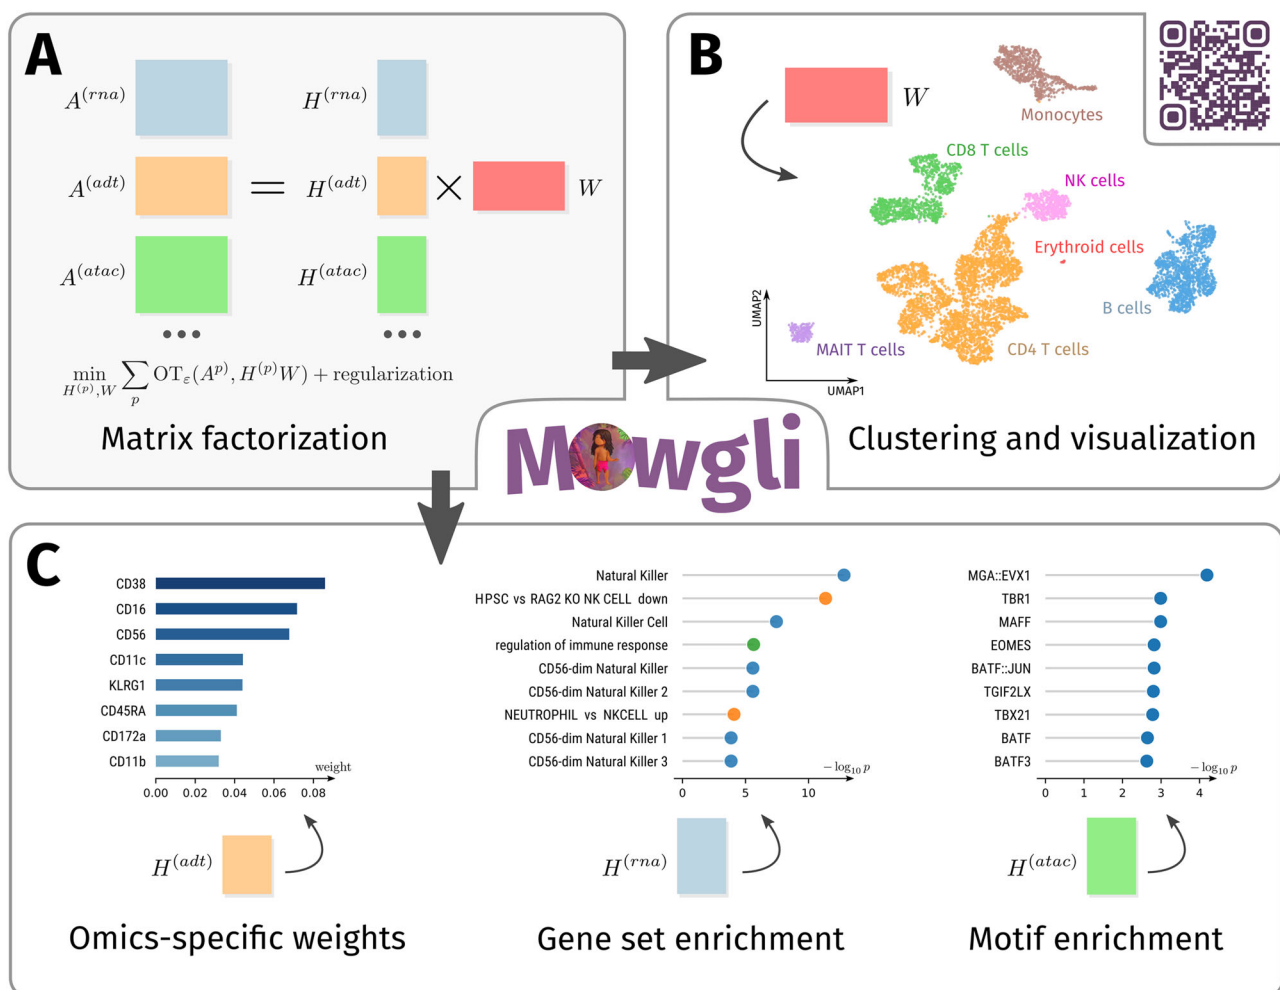 A
A^(rna)
H^(rna)
A^(adt)
=
H^(adt)
×
W
A^(atac)
H^(atac)
•••
•••
min_{H^(p),W} ∑_p OT_ε(A^p), H^(p)W) + regularization
Matrix factorization
B
W
Monocytes
CD8 T cells
NK cells
Erythroid cells
B cells
CD4 T cells
MAIT T cells
UMAP2
UMAP1
Clustering and visualization
Mowgli
C
CD38
CD16
CD56
CD11c
KLRG1
CD45RA
CD172a
CD11b
weight
0.00 0.02 0.04 0.06 0.08
H^(adt)
Omics-specific weights
Natural Killer
HPSC vs RAG2 KO NK CELL down
Natural Killer Cell
regulation of immune response
CD56-dim Natural Killer
CD56-dim Natural Killer 2
NEUTROPHIL vs NKCELL up
CD56-dim Natural Killer 1
CD56-dim Natural Killer 3
− log₁₀ p
0 5 10
H^(rna)
Gene set enrichment
MGA::EVX1
TBR1
MAFF
EOMES
BATF::JUN
TGIF2LX
TBX21
BATF
BATF3
− log₁₀ p
0 1 2 3 4
H^(atac)
Motif enrichment